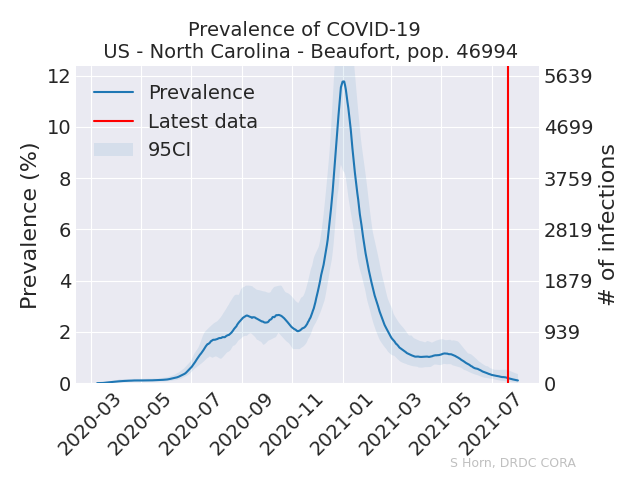 Prevalence of COVID-19
US - North Carolina - Beaufort, pop. 46994
Prevalence
Latest data
95CI
Prevalence (%)
12
10
8
6
4
2
0
5639
4699
3759
2819
1879
939
0
# of infections
2020-03
2020-05
2020-07
2020-09
2020-11
2021-01
2021-03
2021-05
2021-07
S Horn, DRDC CORA